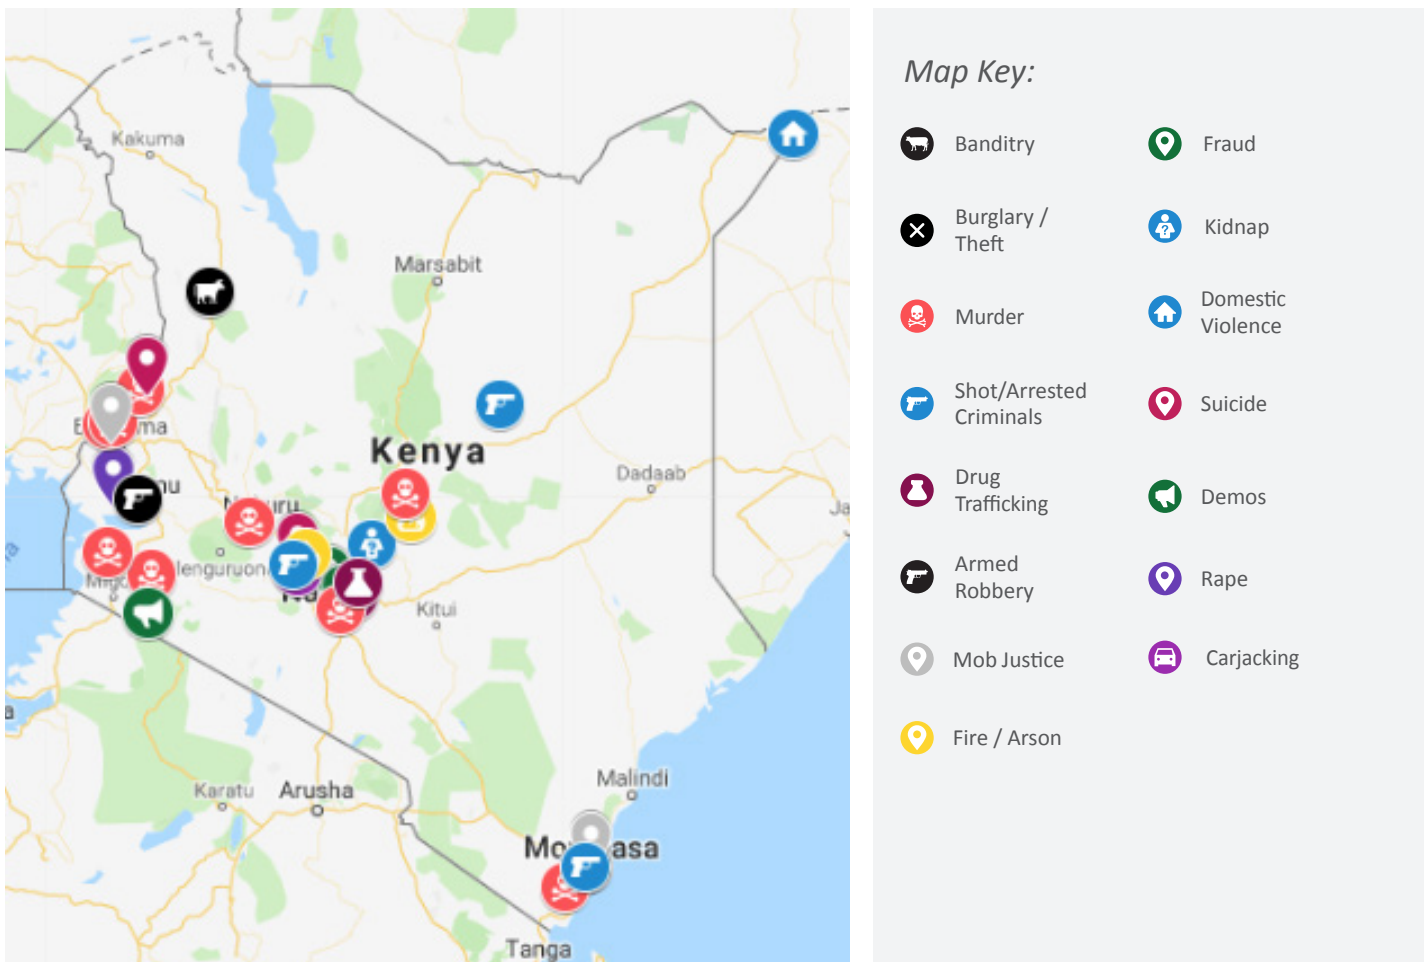 Kakuma
Marsabit
Kenya
Dadaab
Kitui
Malindi
Karatu
Arusha
Tanga
Map Key:
Banditry
Fraud
Burglary /
Theft
Kidnap
Murder
Domestic
Violence
Shot/Arrested
Criminals
Suicide
Drug
Trafficking
Demos
Armed
Robbery
Rape
Mob Justice
Carjacking
Fire / Arson